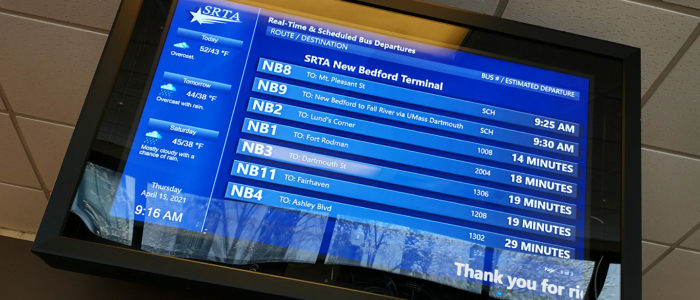 SRTA
Today
52/43 °F
Overcast.
Tomorrow
44/38 °F
Overcast with rain.
Saturday
45/38 °F
Mostly cloudy with a
chance of rain.
Thursday
April 15, 2021
9:16 AM
Real-Time & Scheduled Bus Departures
ROUTE / DESTINATION BUS # / ESTIMATED DEPARTURE
SRTA New Bedford Terminal
NB8 TO: Mt. Pleasant St SCH 9:25 AM
NB9 TO: New Bedford to Fall River via UMass Dartmouth SCH 9:30 AM
NB2 TO: Lund's Corner 1008 14 MINUTES
NB1 TO: Fort Rodman 2004 18 MINUTES
NB3 TO: Dartmouth St 1306 19 MINUTES
NB11 TO: Fairhaven 1208 19 MINUTES
NB4 TO: Ashley Blvd 1302 29 MINUTES
Thank you for ri